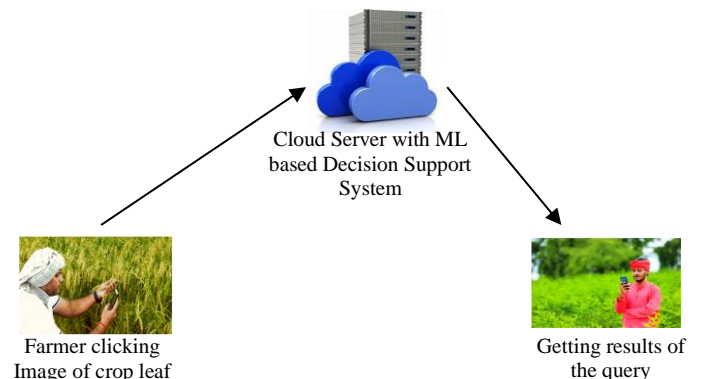 Cloud Server with ML
based Decision Support
System
Farmer clicking
Image of crop leaf
Getting results of
the query